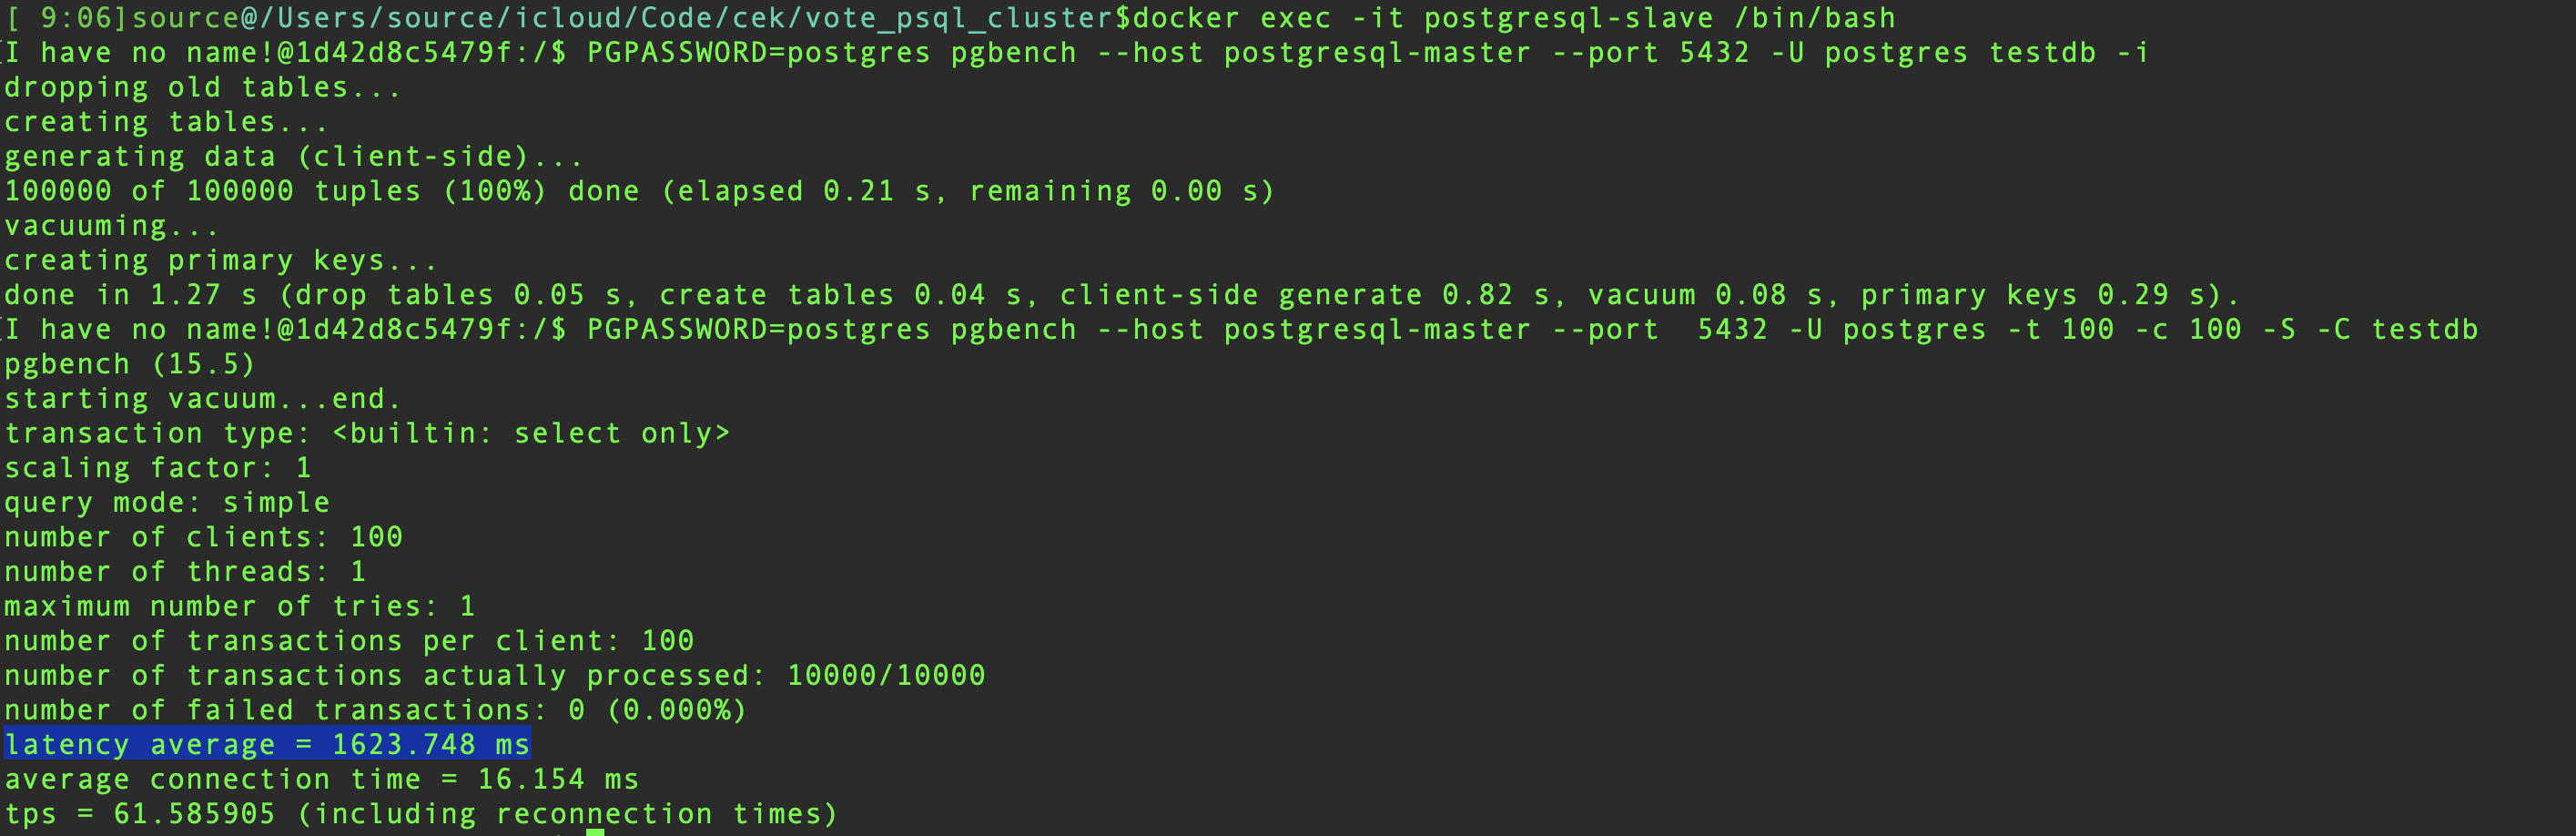 [ 9:06]source@/Users/source/icloud/Code/cek/vote_psql_cluster$docker exec -it postgresql-slave /bin/bash
I have no name!@1d42d8c5479f:/$ PGPASSWORD=postgres pgbench --host postgresql-master --port 5432 -U postgres testdb -i
dropping old tables...
creating tables...
generating data (client-side)...
100000 of 100000 tuples (100%) done (elapsed 0.21 s, remaining 0.00 s)
vacuuming...
creating primary keys...
done in 1.27 s (drop tables 0.05 s, create tables 0.04 s, client-side generate 0.82 s, vacuum 0.08 s, primary keys 0.29 s).
I have no name!@1d42d8c5479f:/$ PGPASSWORD=postgres pgbench --host postgresql-master --port  5432 -U postgres -t 100 -c 100 -S -C testdb
pgbench (15.5)
starting vacuum...end.
transaction type: <builtin: select only>
scaling factor: 1
query mode: simple
number of clients: 100
number of threads: 1
maximum number of tries: 1
number of transactions per client: 100
number of transactions actually processed: 10000/10000
number of failed transactions: 0 (0.000%)
latency average = 1623.748 ms
average connection time = 16.154 ms
tps = 61.585905 (including reconnection times)